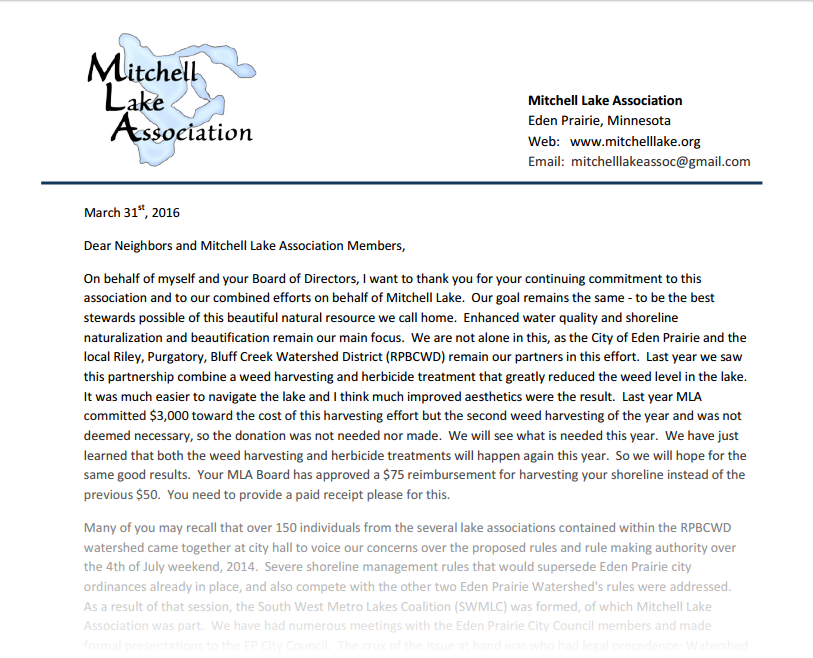 Mitchell
Lake
Association
Mitchell Lake Association
Eden Prairie, Minnesota
Web: www.mitchelllake.org
Email: mitchelllakeassoc@gmail.com
March 31st, 2016
Dear Neighbors and Mitchell Lake Association Members,
On behalf of myself and your Board of Directors, I want to thank you for your continuing commitment to this
association and to our combined efforts on behalf of Mitchell Lake. Our goal remains the same - to be the best
stewards possible of this beautiful natural resource we call home. Enhanced water quality and shoreline
naturalization and beautification remain our main focus. We are not alone in this, as the City of Eden Prairie and the
local Riley, Purgatory, Bluff Creek Watershed District (RPBCWD) remain our partners in this effort. Last year we saw
this partnership combine a weed harvesting and herbicide treatment that greatly reduced the weed level in the lake.
It was much easier to navigate the lake and I think much improved aesthetics were the result. Last year MLA
committed $3,000 toward the cost of this harvesting effort but the second weed harvesting of the year and was not
deemed necessary, so the donation was not needed nor made. We will see what is needed this year. We have just
learned that both the weed harvesting and herbicide treatments will happen again this year. So we will hope for the
same good results. Your MLA Board has approved a $75 reimbursement for harvesting your shoreline instead of the
previous $50. You need to provide a paid receipt please for this.
Many of you may recall that over 150 individuals from the several lake associations contained within the RPBCWD
watershed came together at city hall to voice our concerns over the proposed rules and rule making authority over
the 4th of July weekend, 2014. Severe shoreline management rules that would supersede Eden Prairie city
ordinances already in place, and also compete with the other two Eden Prairie Watershed's rules were addressed.
As a result of that session, the South West Metro Lakes Coalition (SWMLC) was formed, of which Mitchell Lake
Association was part. We have had numerous meetings with the Eden Prairie City Council members and made
formal presentations to the EP City Council. The crux of the issue at hand was who had legal precedence; Watershed